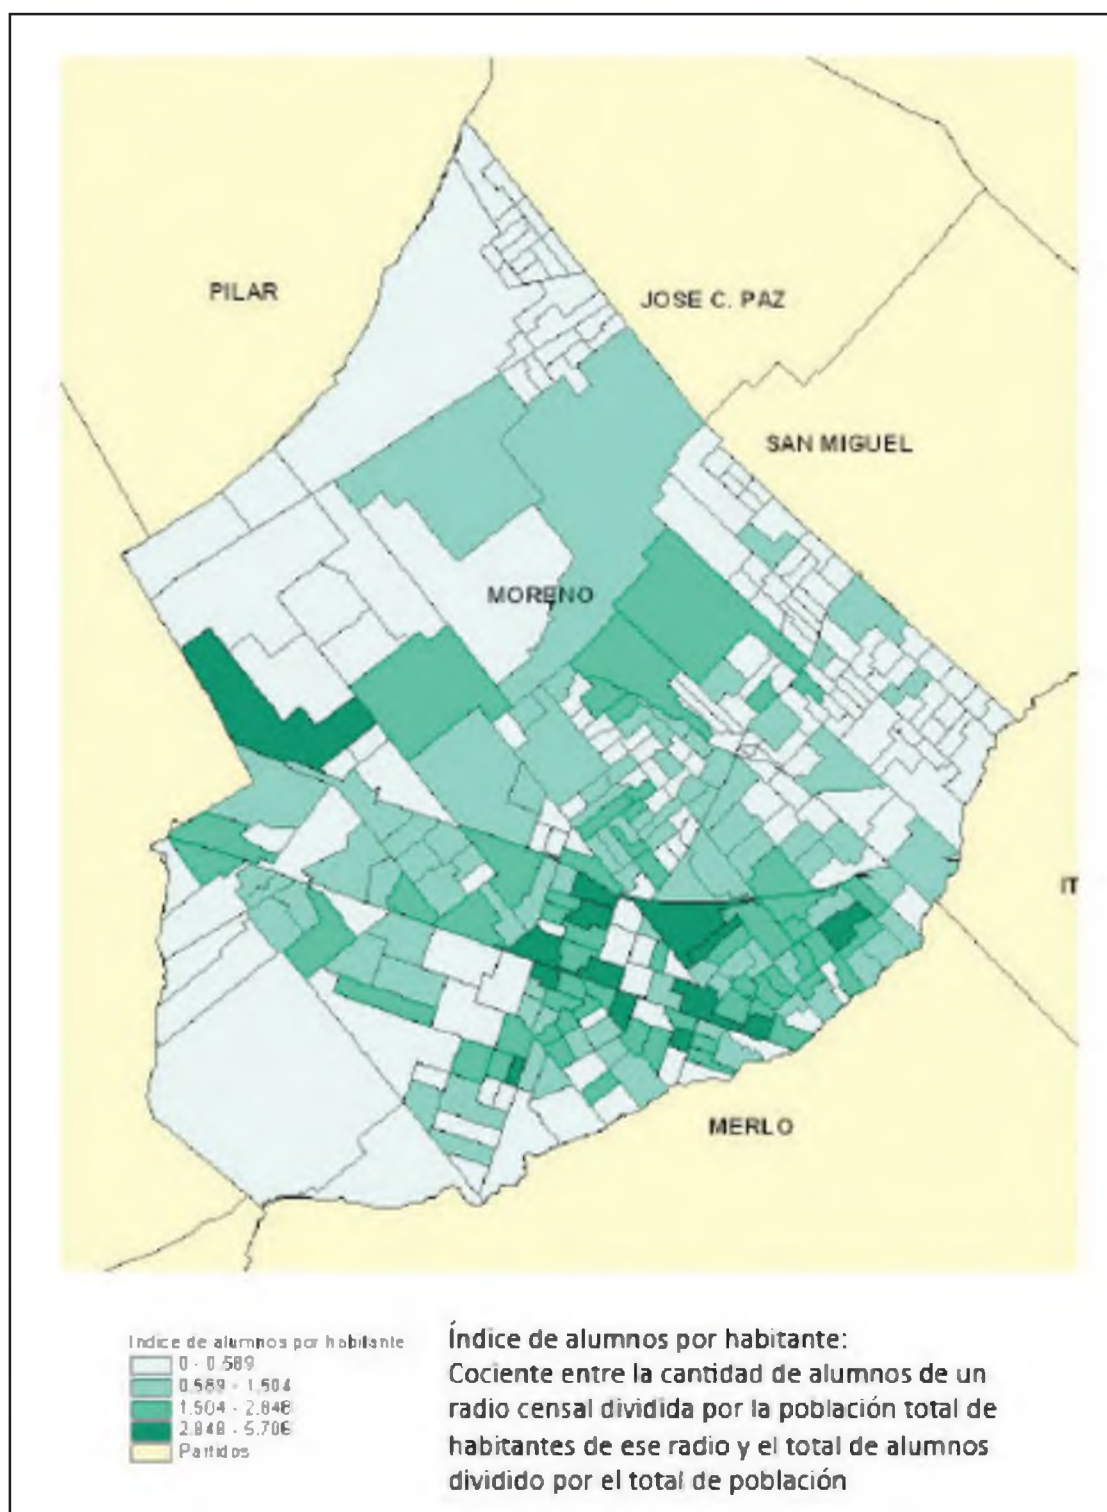 PILAR
JOSE C. PAZ
SAN MIGUEL
MORENO
IT
MERLO
Indice de alumnos por habitante
0 - 0.589
0.589 - 1.504
1.504 - 2.848
2.848 - 5.706
Partidos
Índice de alumnos por habitante:
Cociente entre la cantidad de alumnos de un
radio censal dividida por la población total de
habitantes de ese radio y el total de alumnos
dividido por el total de población